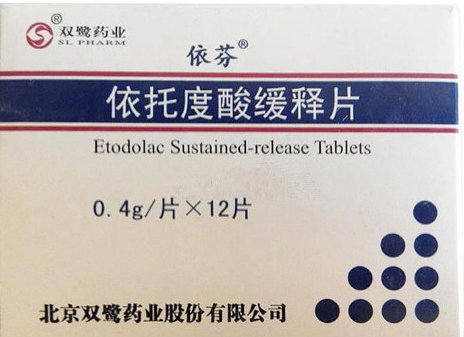 双鹭药业®
SL PHARM
依芬®
依托度酸缓释片
Etodolac Sustained-release Tablets
0.4g/片×12片
北京双鹭药业股份有限公司